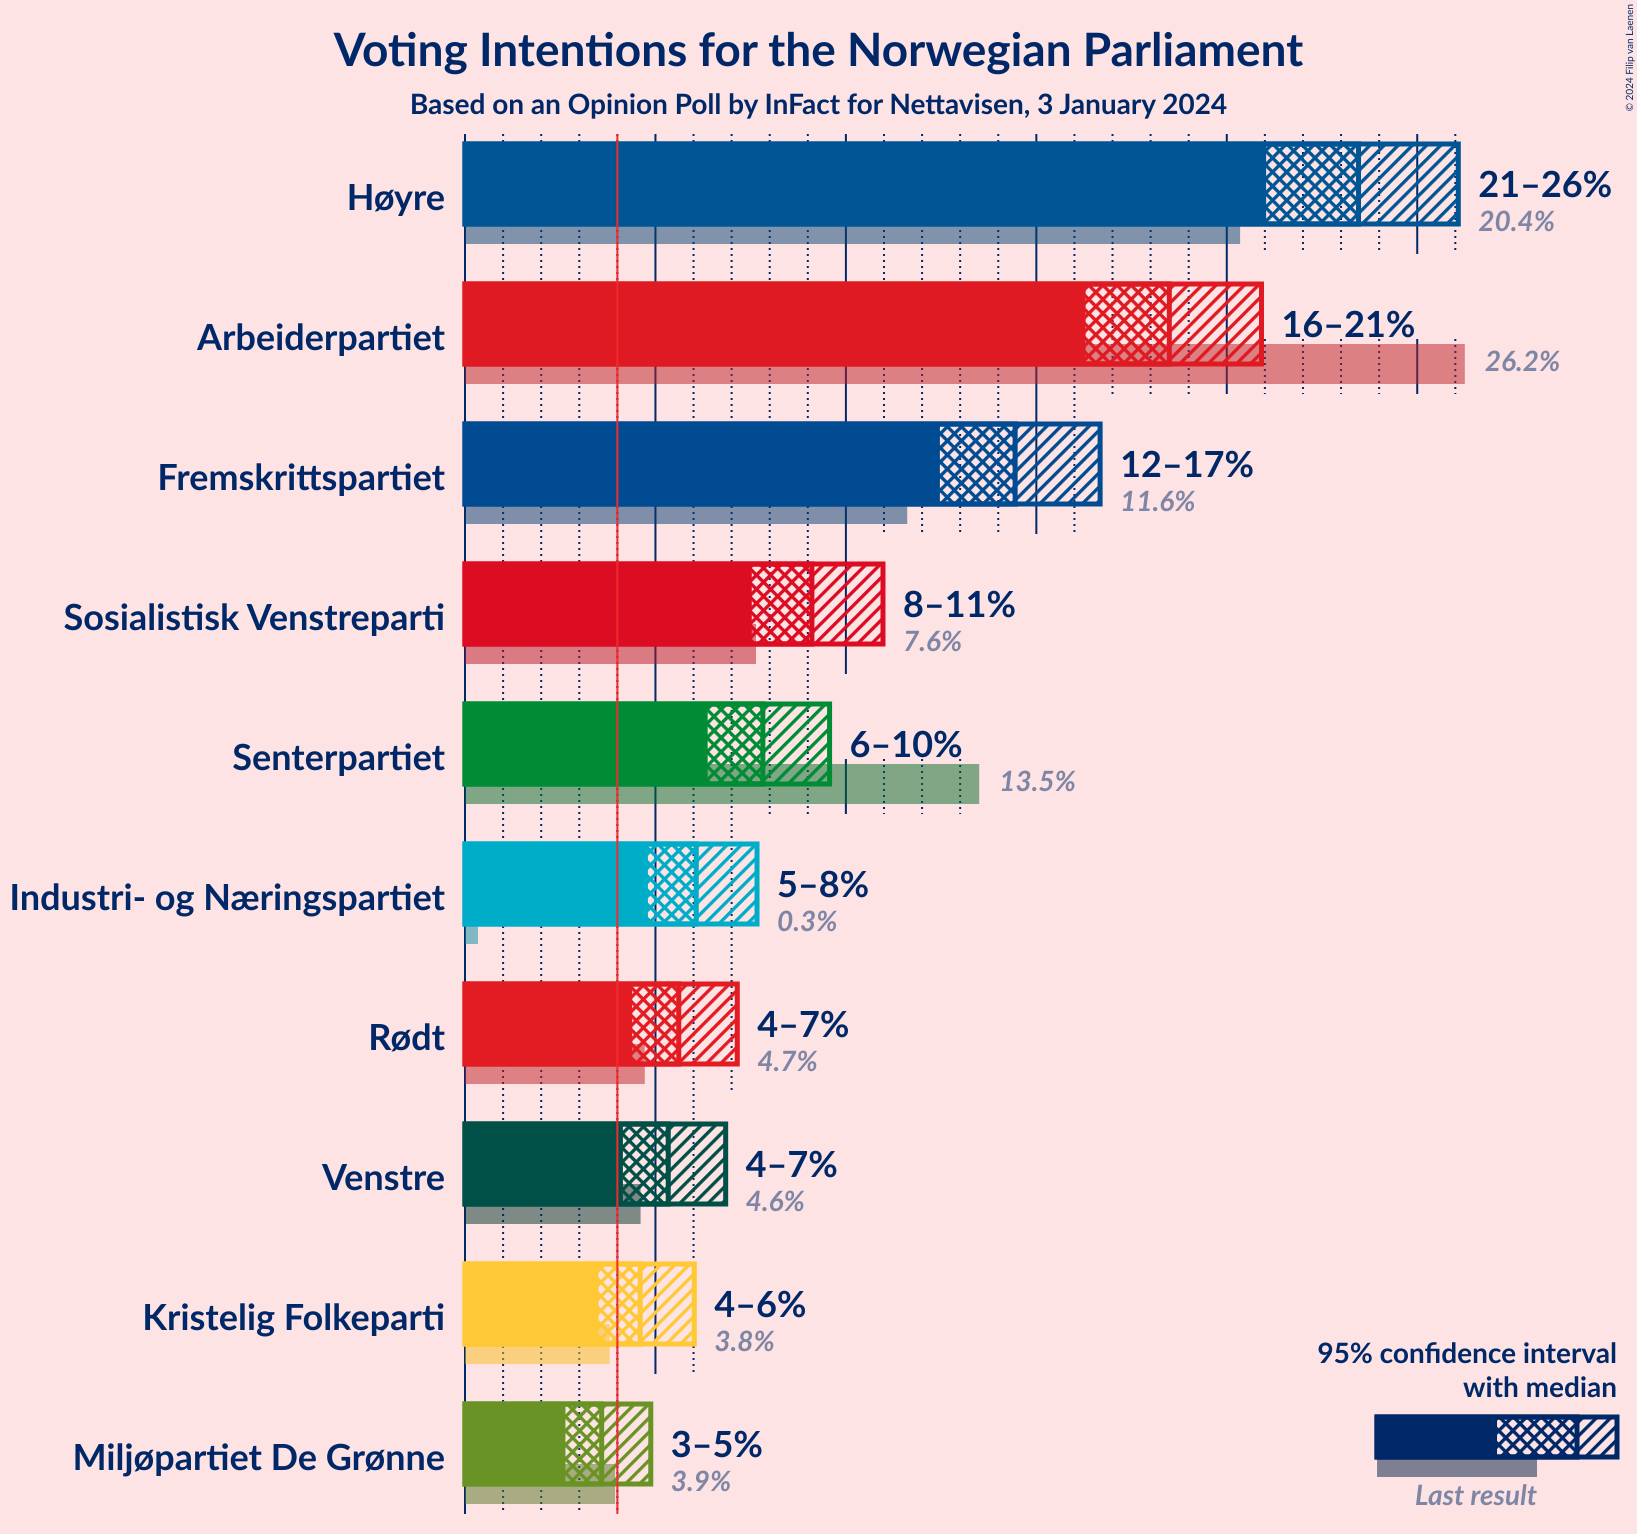 © 2024 Filip van Laenen
Voting Intentions for the Norwegian Parliament
Based on an Opinion Poll by InFact for Nettavisen, 3 January 2024
Høyre
21–26%
20.4%
Arbeiderpartiet
16–21%
26.2%
Fremskrittspartiet
12–17%
11.6%
Sosialistisk Venstreparti
8–11%
7.6%
Senterpartiet
6–10%
13.5%
Industri- og Næringspartiet
5–8%
0.3%
Rødt
4–7%
4.7%
Venstre
4–7%
4.6%
Kristelig Folkeparti
4–6%
3.8%
Miljøpartiet De Grønne
3–5%
3.9%
95% confidence interval
with median
Last result